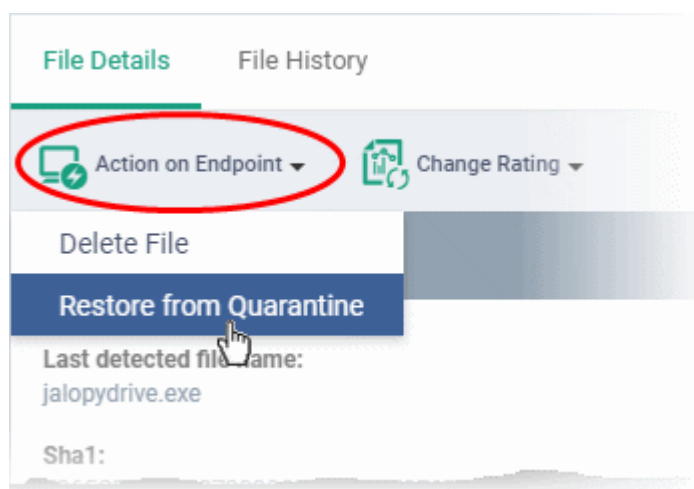 File Details File History
Action on Endpoint Change Rating
Delete File
Restore from Quarantine
Last detected file name:
jalopydrive.exe
Sha1: